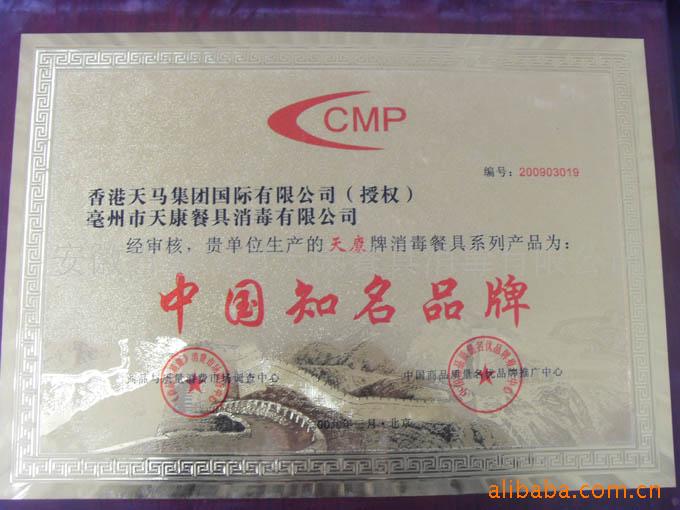 CMP
编号：200903019
香港天马集团国际有限公司（授权）
亳州市天康餐具消毒有限公司
经审核，贵单位生产的天康牌消毒餐具系列产品为：
中国知名品牌
中国商品质量名优品牌推广中心
北京
alibaba.com.cn